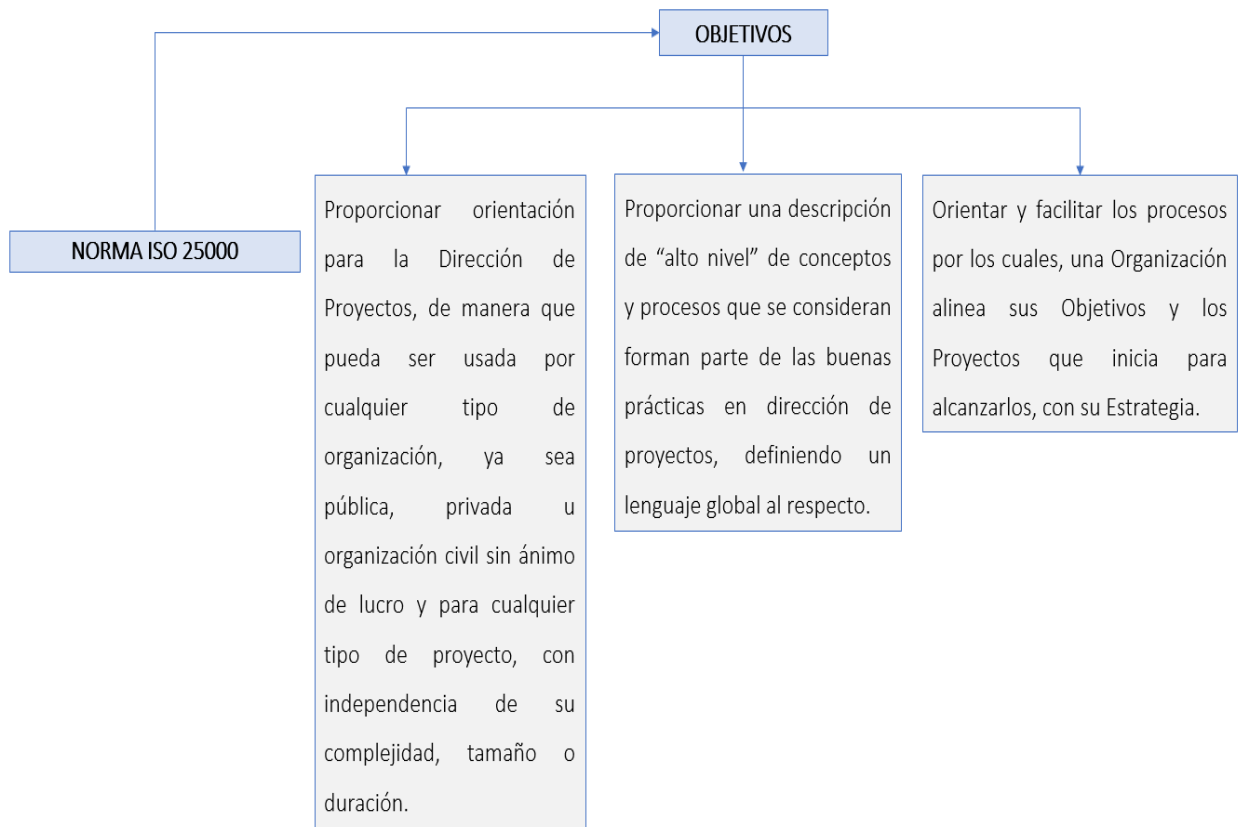 OBJETIVOS
NORMA ISO 25000
Proporcionar orientación
para la Dirección de
Proyectos, de manera que
pueda ser usada por
cualquier tipo de
organización, ya sea
pública, privada u
organización civil sin ánimo
de lucro y para cualquier
tipo de proyecto, con
independencia de su
complejidad, tamaño o
duración.
Proporcionar una descripción
de “alto nivel” de conceptos
y procesos que se consideran
forman parte de las buenas
prácticas en dirección de
proyectos, definiendo un
lenguaje global al respecto.
Orientar y facilitar los procesos
por los cuales, una Organización
alinea sus Objetivos y los
Proyectos que inicia para
alcanzarlos, con su Estrategia.